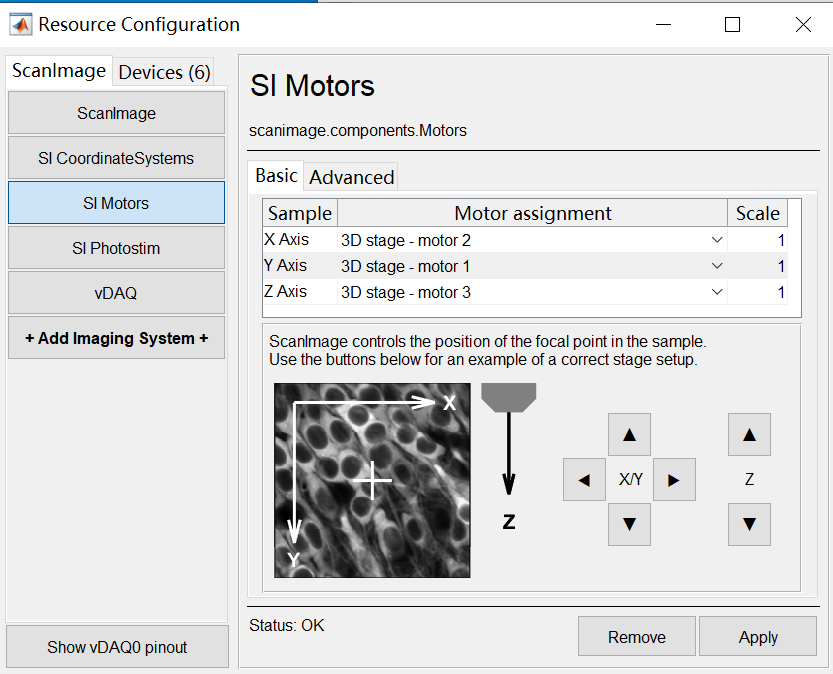 Resource Configuration
ScanImage
Devices (6)
ScanImage
SI CoordinateSystems
SI Motors
SI Photostim
vDAQ
+ Add Imaging System +
Show vDAQ0 pinout
SI Motors
scanimage.components.Motors
Basic
Advanced
Sample Motor assignment Scale
X Axis 3D stage - motor 2 1
Y Axis 3D stage - motor 1 1
Z Axis 3D stage - motor 3 1
ScanImage controls the position of the focal point in the sample.
Use the buttons below for an example of a correct stage setup.
X
Y
Z
X/Y
Z
Status: OK
Remove
Apply